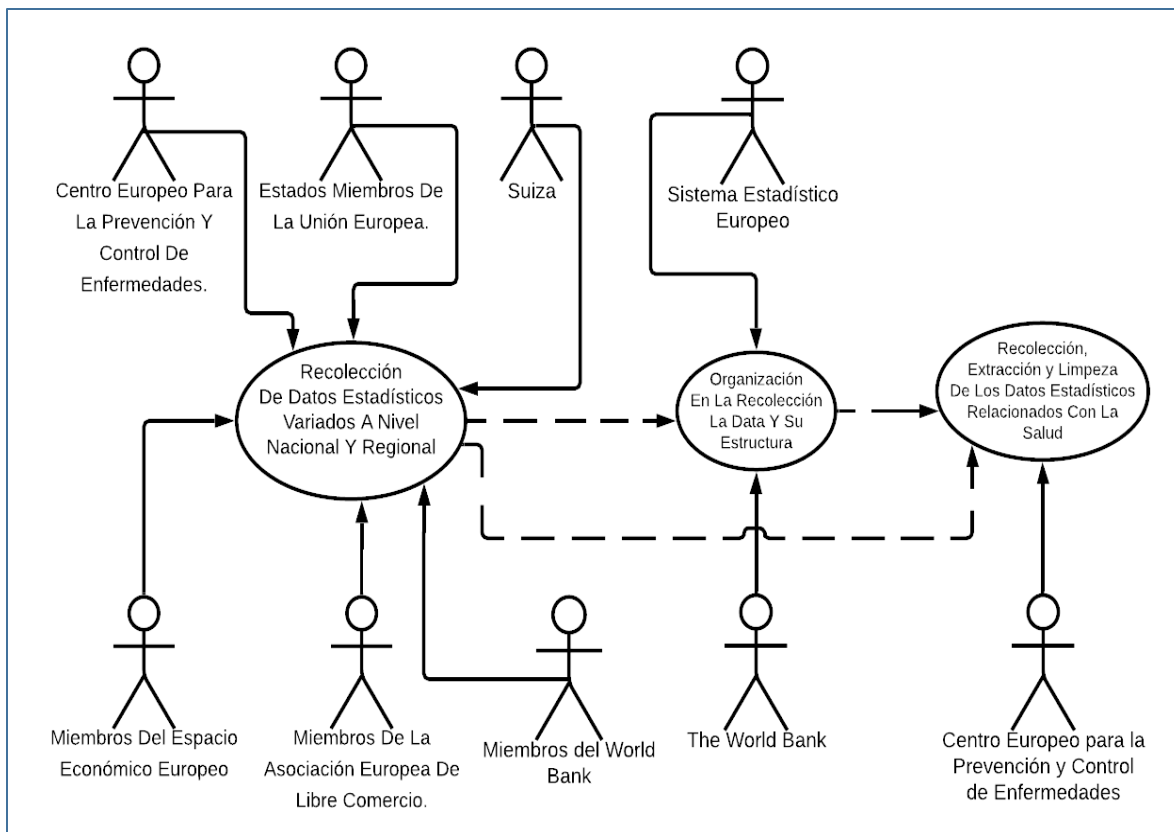 Centro Europeo Para
La Prevención Y
Control De
Enfermedades.
Estados Miembros De
La Unión Europea.
Suiza
Sistema Estadístico
Europeo
Recolección
De Datos Estadísticos
Variados A Nivel
Nacional Y Regional
Organización
En La Recolección
La Data Y Su
Estructura
Recolección,
Extracción y Limpeza
De Los Datos Estadísticos
Relacionados Con La
Salud
Miembros Del Espacio
Económico Europeo
Miembros De La
Asociación Europea De
Libre Comercio.
Miembros del World
Bank
The World Bank
Centro Europeo para la
Prevención y Control
de Enfermedades